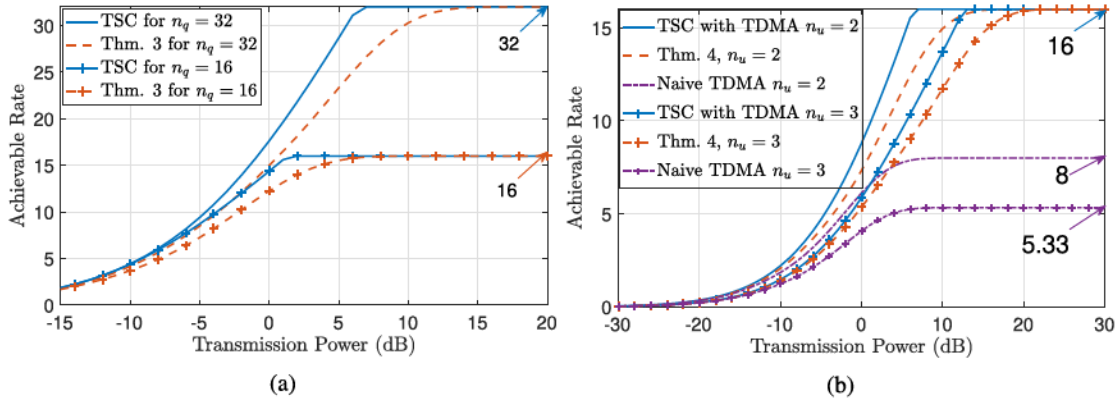 TSC for n_q = 32
Thm. 3 for n_q = 32
TSC for n_q = 16
Thm. 3 for n_q = 16
32
16
Achievable Rate
0
5
10
15
20
25
30
-15
-10
-5
0
5
10
15
20
Transmission Power (dB)
(a)
TSC with TDMA n_u = 2
Thm. 4, n_u = 2
Naive TDMA n_u = 2
TSC with TDMA n_u = 3
Thm. 4, n_u = 3
Naive TDMA n_u = 3
16
8
5.33
Achievable Rate
0
5
10
15
-30
-20
-10
0
10
20
30
Transmission Power (dB)
(b)